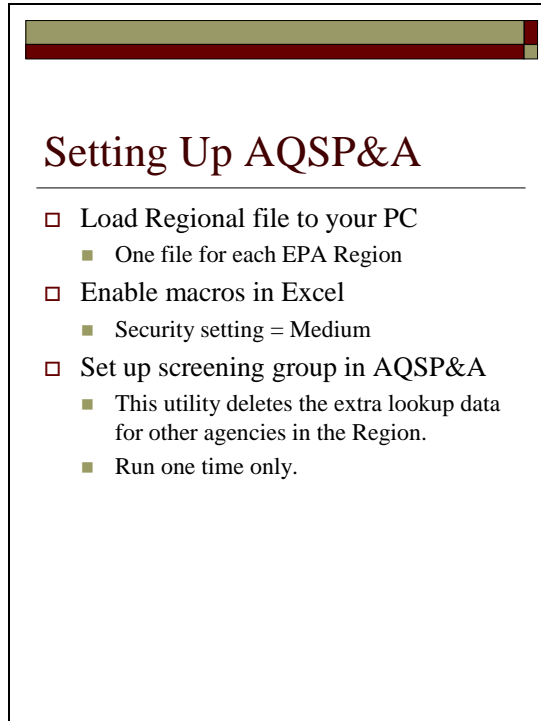 Setting Up AQSP&A
Load Regional file to your PC
One file for each EPA Region
Enable macros in Excel
Security setting = Medium
Set up screening group in AQSP&A
This utility deletes the extra lookup data
for other agencies in the Region.
Run one time only.